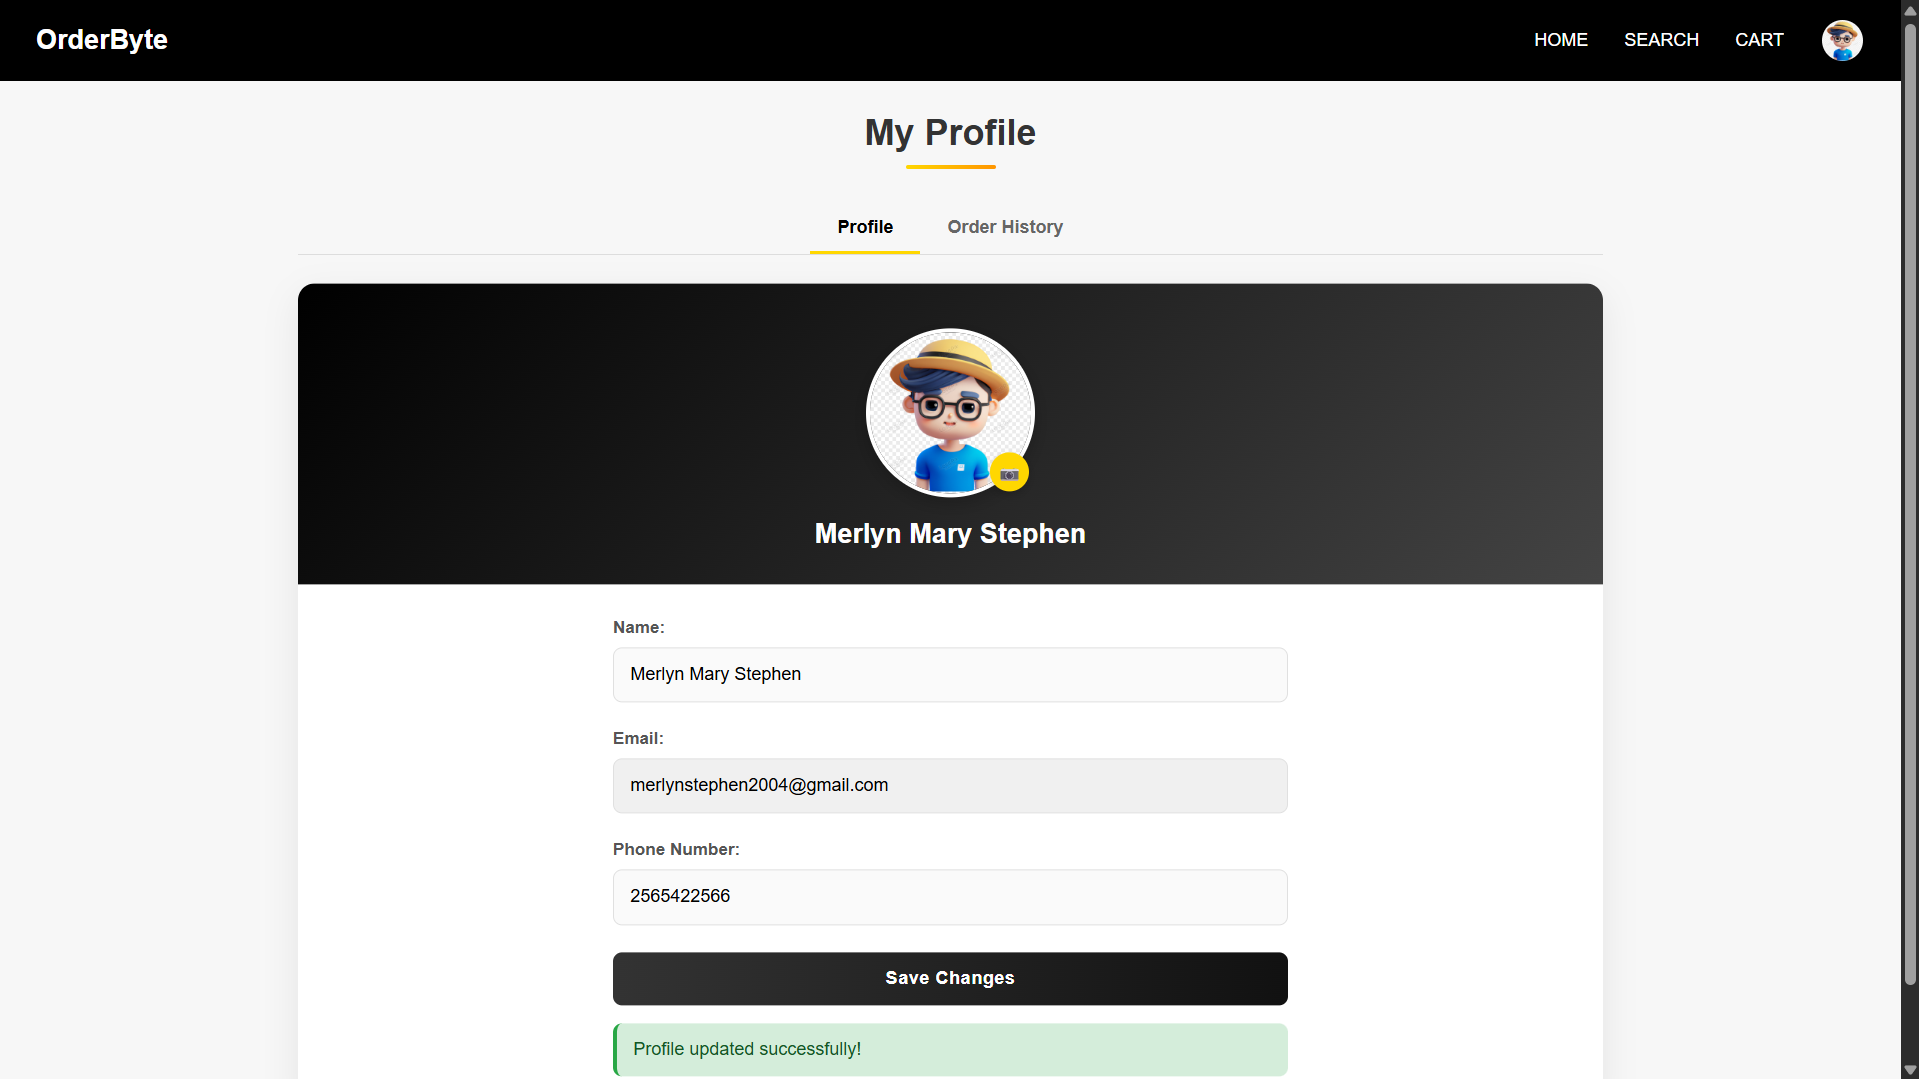 OrderByte
HOME SEARCH CART
My Profile
Profile Order History
Merlyn Mary Stephen
Name:
Merlyn Mary Stephen
Email:
merlynstephen2004@gmail.com
Phone Number:
2565422566
Save Changes
Profile updated successfully!